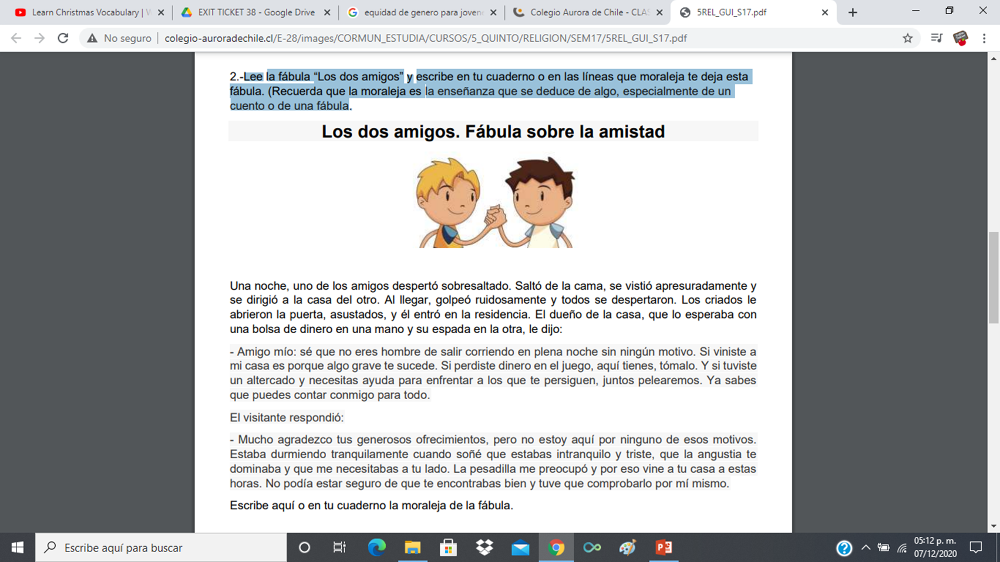 Learn Christmas Vocabulary |
EXIT TICKET 38 - Google Drive
equidad de genero para joven
Colegio Aurora de Chile - CLAS
5REL_GUI_S17.pdf
No seguro
colegio-auroradechile.cl/E-28/images/CORMUN_ESTUDIA/CURSOS/5_QUINTO/RELIGION/SEM17/5REL_GUI_S17.pdf
2.-Lee la fábula “Los dos amigos” y escribe en tu cuaderno o en las líneas que moraleja te deja esta
fábula. (Recuerda que la moraleja es la enseñanza que se deduce de algo, especialmente de un
cuento o de una fábula.
Los dos amigos. Fábula sobre la amistad
Una noche, uno de los amigos despertó sobresaltado. Saltó de la cama, se vistió apresuradamente y
se dirigió a la casa del otro. Al llegar, golpeó ruidosamente y todos se despertaron. Los criados le
abrieron la puerta, asustados, y él entró en la residencia. El dueño de la casa, que lo esperaba con
una bolsa de dinero en una mano y su espada en la otra, le dijo:
- Amigo mío: sé que no eres hombre de salir corriendo en plena noche sin ningún motivo. Si viniste a
mi casa es porque algo grave te sucede. Si perdiste dinero en el juego, aquí tienes, tómalo. Y si tuviste
un altercado y necesitas ayuda para enfrentar a los que te persiguen, juntos pelearemos. Ya sabes
que puedes contar conmigo para todo.
El visitante respondió:
- Mucho agradezco tus generosos ofrecimientos, pero no estoy aquí por ninguno de esos motivos.
Estaba durmiendo tranquilamente cuando soñé que estabas intranquilo y triste, que la angustia te
dominaba y que me necesitabas a tu lado. La pesadilla me preocupó y por eso vine a tu casa a estas
horas. No podía estar seguro de que te encontrabas bien y tuve que comprobarlo por mí mismo.
Escribe aquí o en tu cuaderno la moraleja de la fábula.
Escribe aquí para buscar
05:12 p. m.
07/12/2020